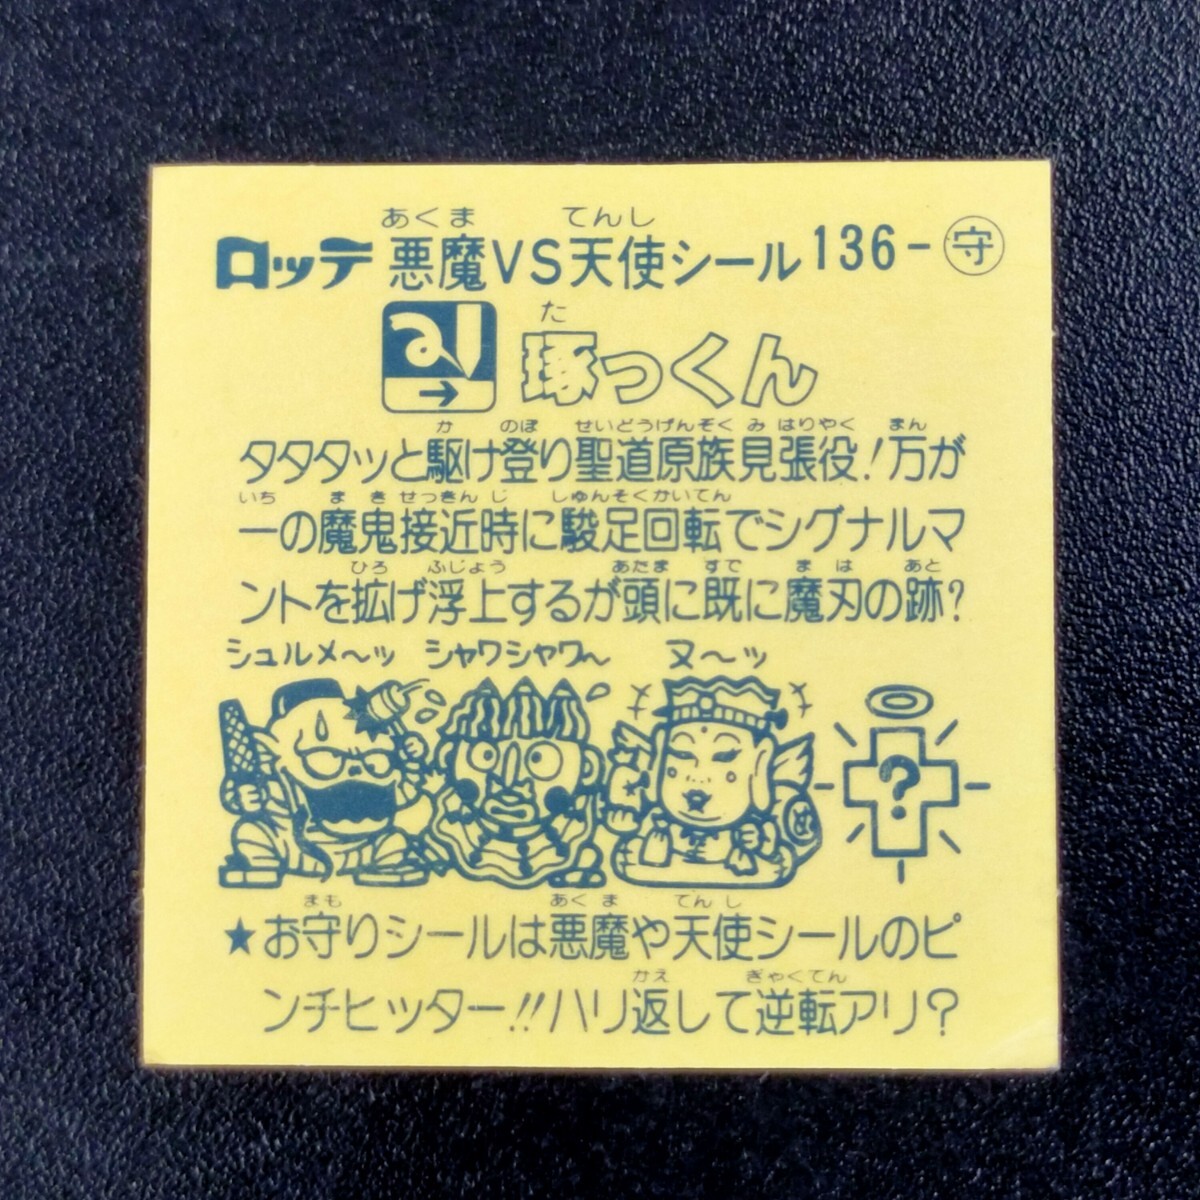 あくま てんし
ロッテ 悪魔VS天使シール136-守
た
琢っくん
か のぼ せいどうげんぞく み はりやく まん
タタタッと駆け登り聖道原族見張役!万が
いち まき せっきん じ しゅんそくかいてん
一の魔鬼接近時に駿足回転でシグナルマ
ひろ ふじょう あたま すで ま は あと
ントを拡げ浮上するが頭に既に魔刃の跡?
シュルメ〜ッ シャワシャワ〜 ヌ〜ッ
?
まも あくま てんし
★お守りシールは悪魔や天使シールのピ
かえ ぎゃくてん
ンチヒッター!!ハリ返して逆転アリ?